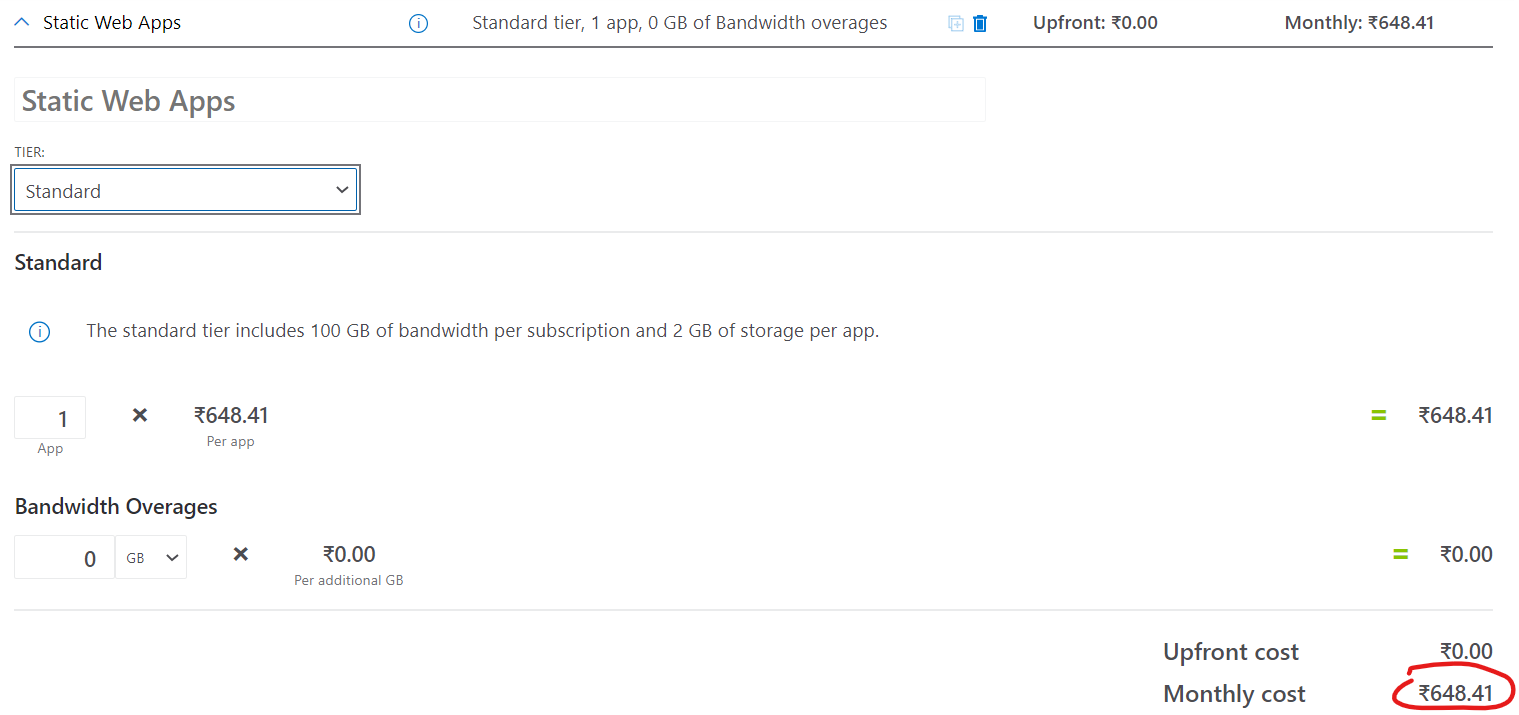 Static Web Apps Standard tier, 1 app, 0 GB of Bandwidth overages Upfront: ₹0.00 Monthly: ₹648.41
Static Web Apps
TIER:
Standard
Standard
The standard tier includes 100 GB of bandwidth per subscription and 2 GB of storage per app.
1 × ₹648.41 = ₹648.41
App Per app
Bandwidth Overages
0 GB × ₹0.00 = ₹0.00
Per additional GB
Upfront cost ₹0.00
Monthly cost ₹648.41